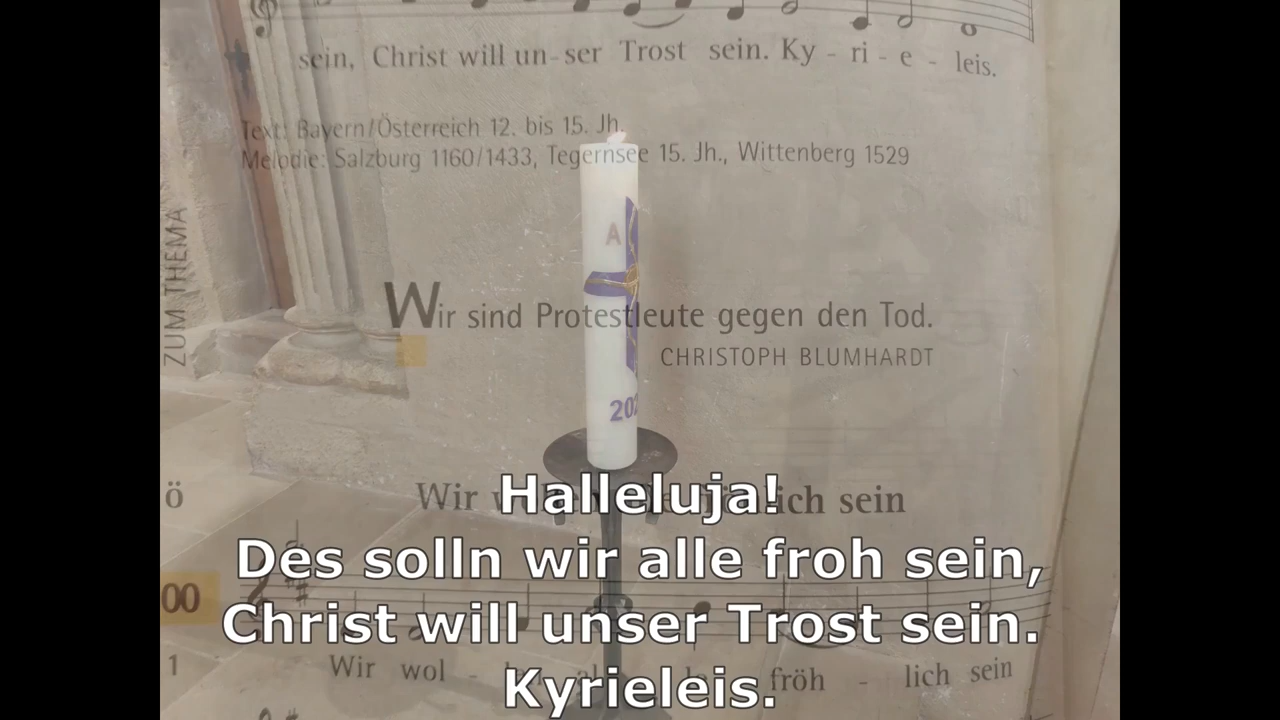 sein, Christ will un - ser Trost sein. Ky - ri - e - leis.
Text: Bayern/Österreich 12. bis 15. Jh.
Melodie: Salzburg 1160/1433, Tegernsee 15. Jh., Wittenberg 1529
ZUM THEMA
A
Wir sind Protestleute gegen den Tod.
CHRISTOPH BLUMHARDT
202
ö
Wir fröhlich sein
Halleluja!
Des solln wir alle froh sein,
00
Christ will unser Trost sein.
1
Wir wol - fröh - lich sein
Kyrieleis.